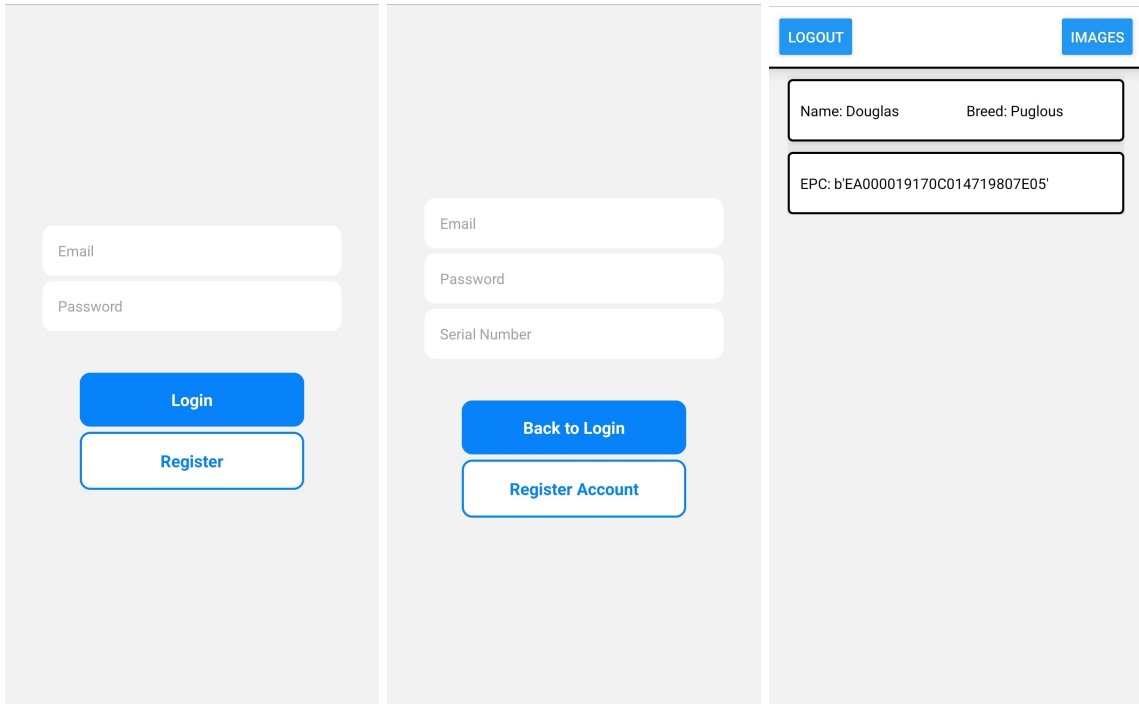 Email
Password
Login
Register
Email
Password
Serial Number
Back to Login
Register Account
LOGOUT
IMAGES
Name: Douglas
Breed: Puglous
EPC: b'EA000019170C014719807E05'